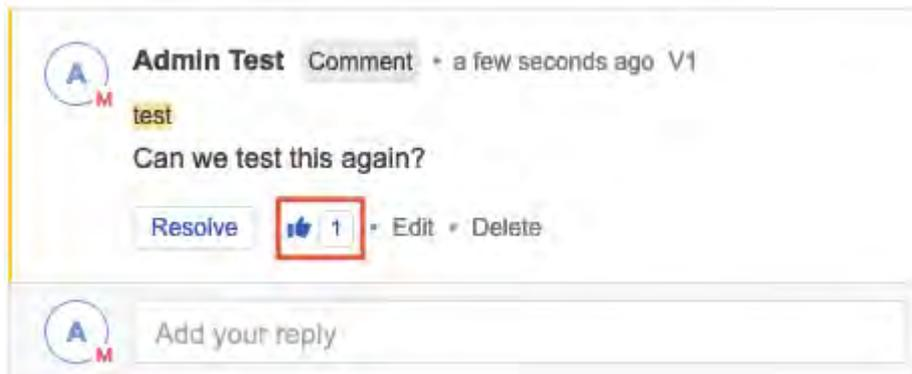 A M Admin Test Comment • a few seconds ago V1
test
Can we test this again?
Resolve 1 • Edit • Delete
A M Add your reply